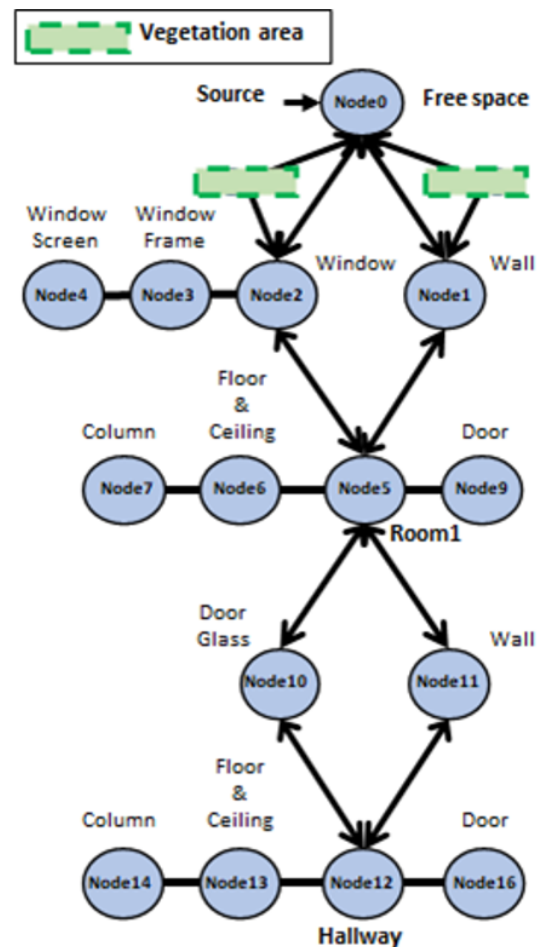 Vegetation area
Source
Node0
Free space
Window
Screen
Window
Frame
Window
Wall
Node4
Node3
Node2
Node1
Floor
&
Ceiling
Column
Door
Node7
Node6
Node5
Node9
Room1
Door
Glass
Wall
Node10
Node11
Floor
&
Ceiling
Column
Door
Node14
Node13
Node12
Node16
Hallway